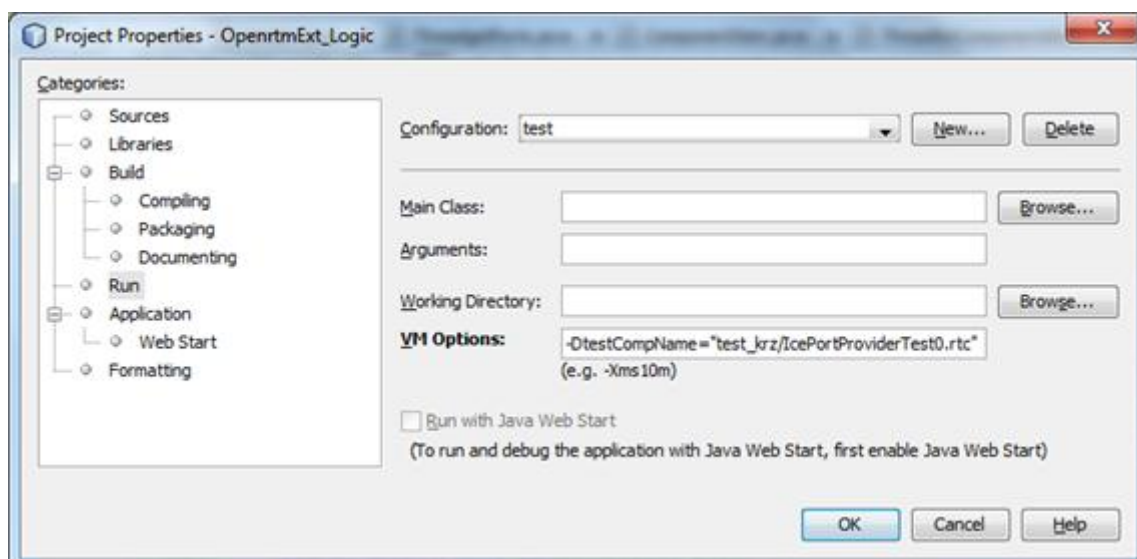 Project Properties - OpenrtmExt_Logic
Categories:
Sources
Libraries
Build
Compiling
Packaging
Documenting
Run
Application
Web Start
Formatting
Configuration: test New... Delete
Main Class: Browse...
Arguments:
Working Directory: Browse...
VM Options: -DtestCompName="test_krz/IcePortProviderTest0.rtc"
(e.g. -Xms10m)
Run with Java Web Start
(To run and debug the application with Java Web Start, first enable Java Web Start)
OK Cancel Help